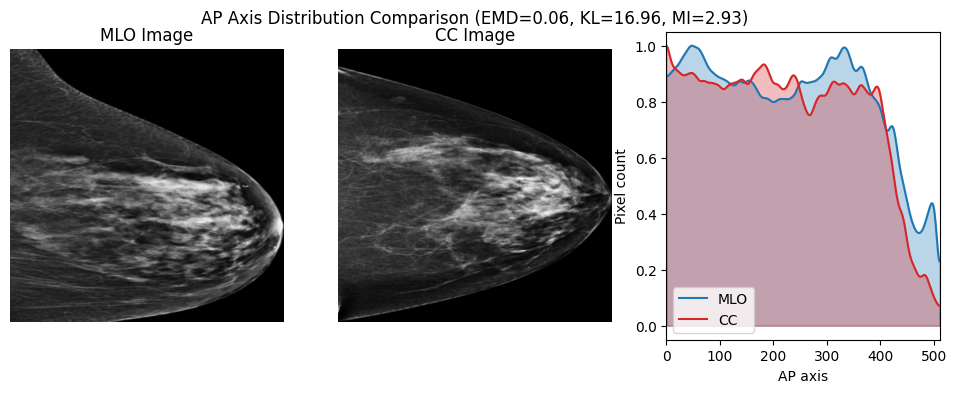 AP Axis Distribution Comparison (EMD=0.06, KL=16.96, MI=2.93)
MLO Image
CC Image
1.0
0.8
0.6
0.4
0.2
0.0
Pixel count
MLO
CC
0 100 200 300 400 500
AP axis